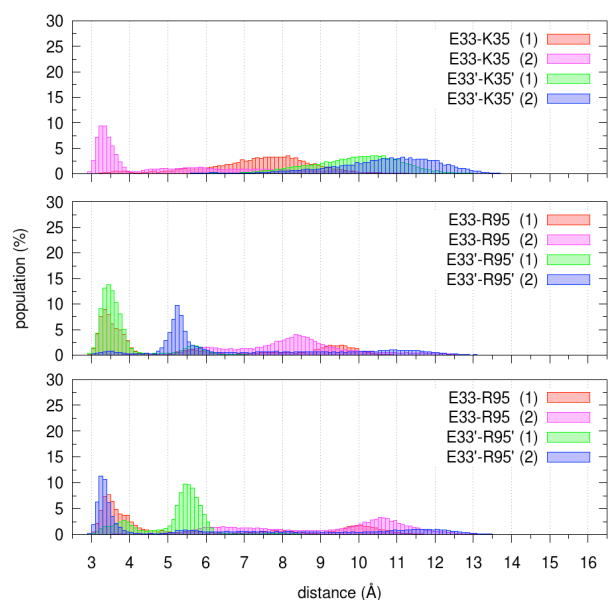 30
25
20
15
10
5
0
E33-K35 (1)
E33-K35 (2)
E33'-K35' (1)
E33'-K35' (2)
population (%)
30
25
20
15
10
5
0
E33-R95 (1)
E33-R95 (2)
E33'-R95' (1)
E33'-R95' (2)
30
25
20
15
10
5
0
E33-R95 (1)
E33-R95 (2)
E33'-R95' (1)
E33'-R95' (2)
3 4 5 6 7 8 9 10 11 12 13 14 15 16
distance (Å)